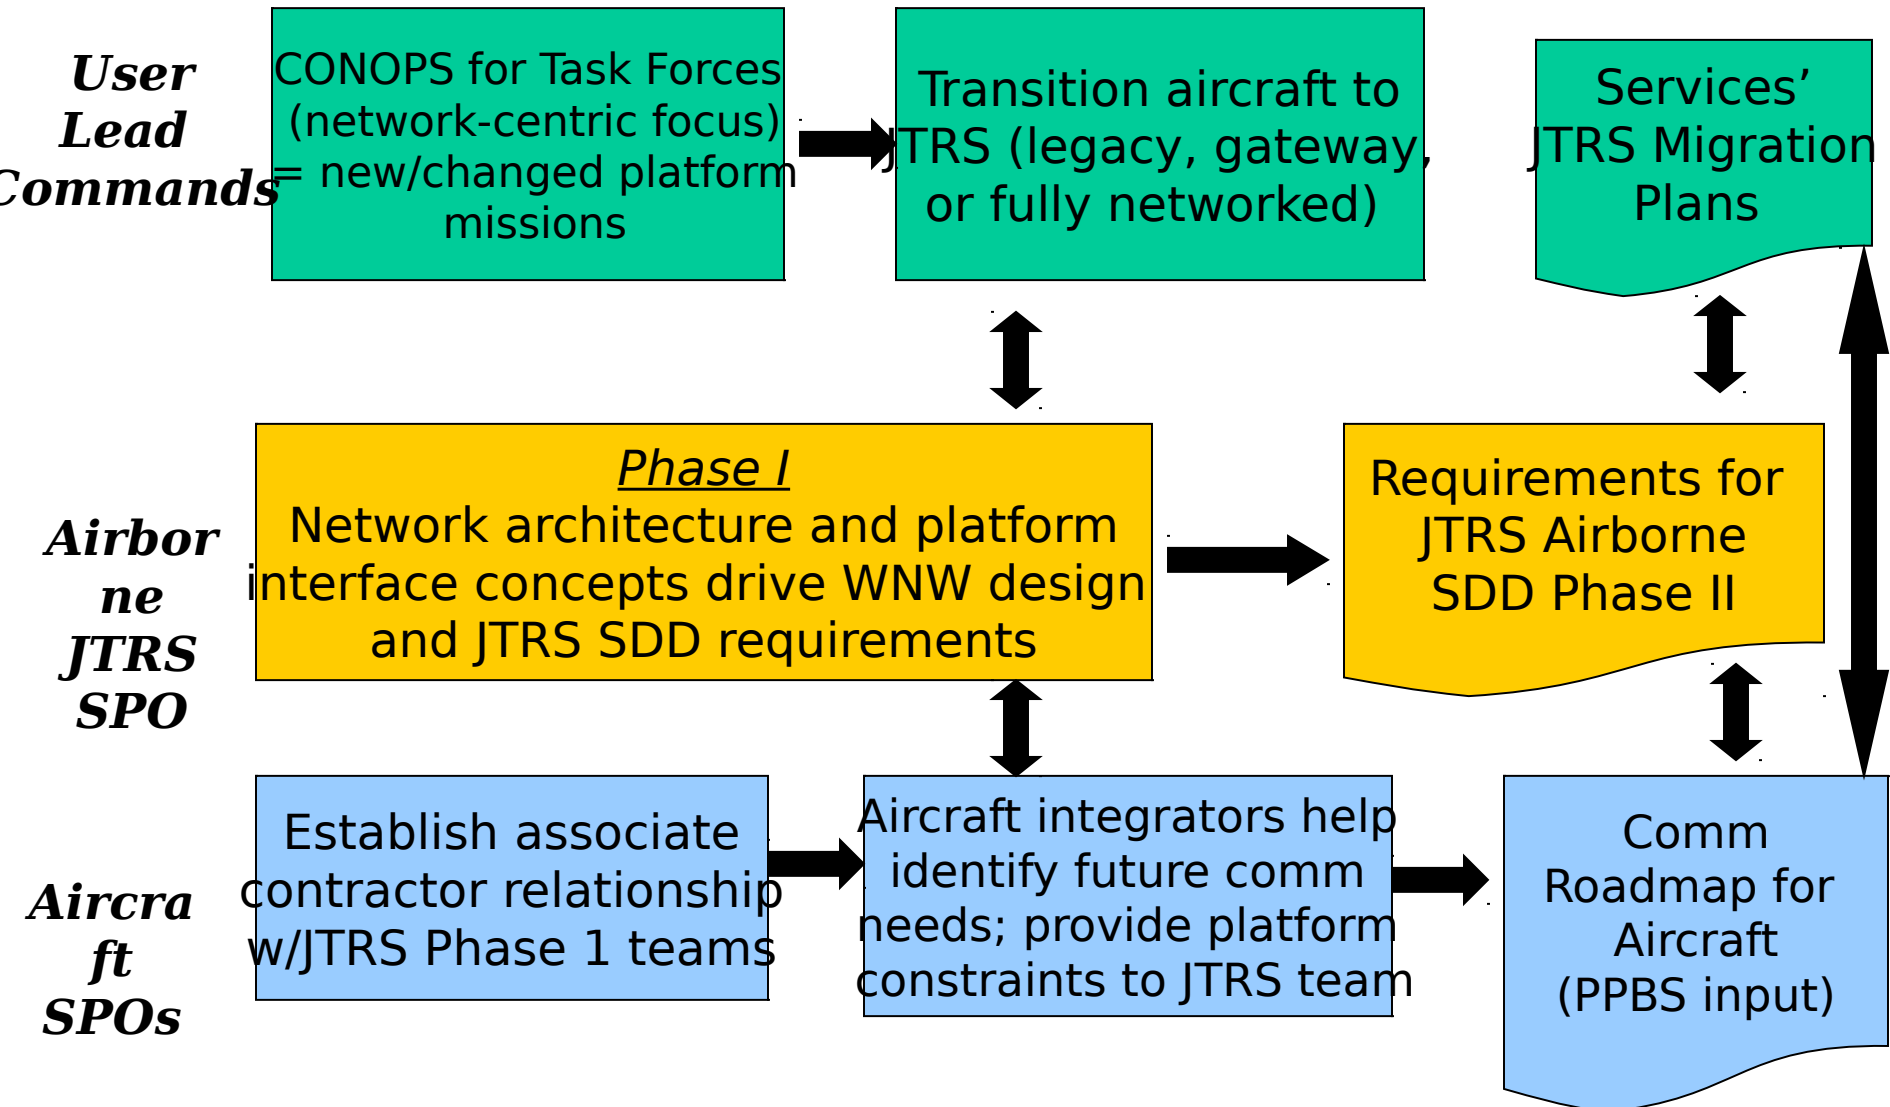 User
Lead
Commands
CONOPS for Task Forces
(network-centric focus)
= new/changed platform
missions
Transition aircraft to
JTRS (legacy, gateway,
or fully networked)
Services’
JTRS Migration
Plans
Airbor
ne
JTRS
SPO
Phase I
Network architecture and platform
interface concepts drive WNW design
and JTRS SDD requirements
Requirements for
JTRS Airborne
SDD Phase II
Aircra
ft
SPOs
Establish associate
contractor relationship
w/JTRS Phase 1 teams
Aircraft integrators help
identify future comm
needs; provide platform
constraints to JTRS team
Comm
Roadmap for
Aircraft
(PPBS input)